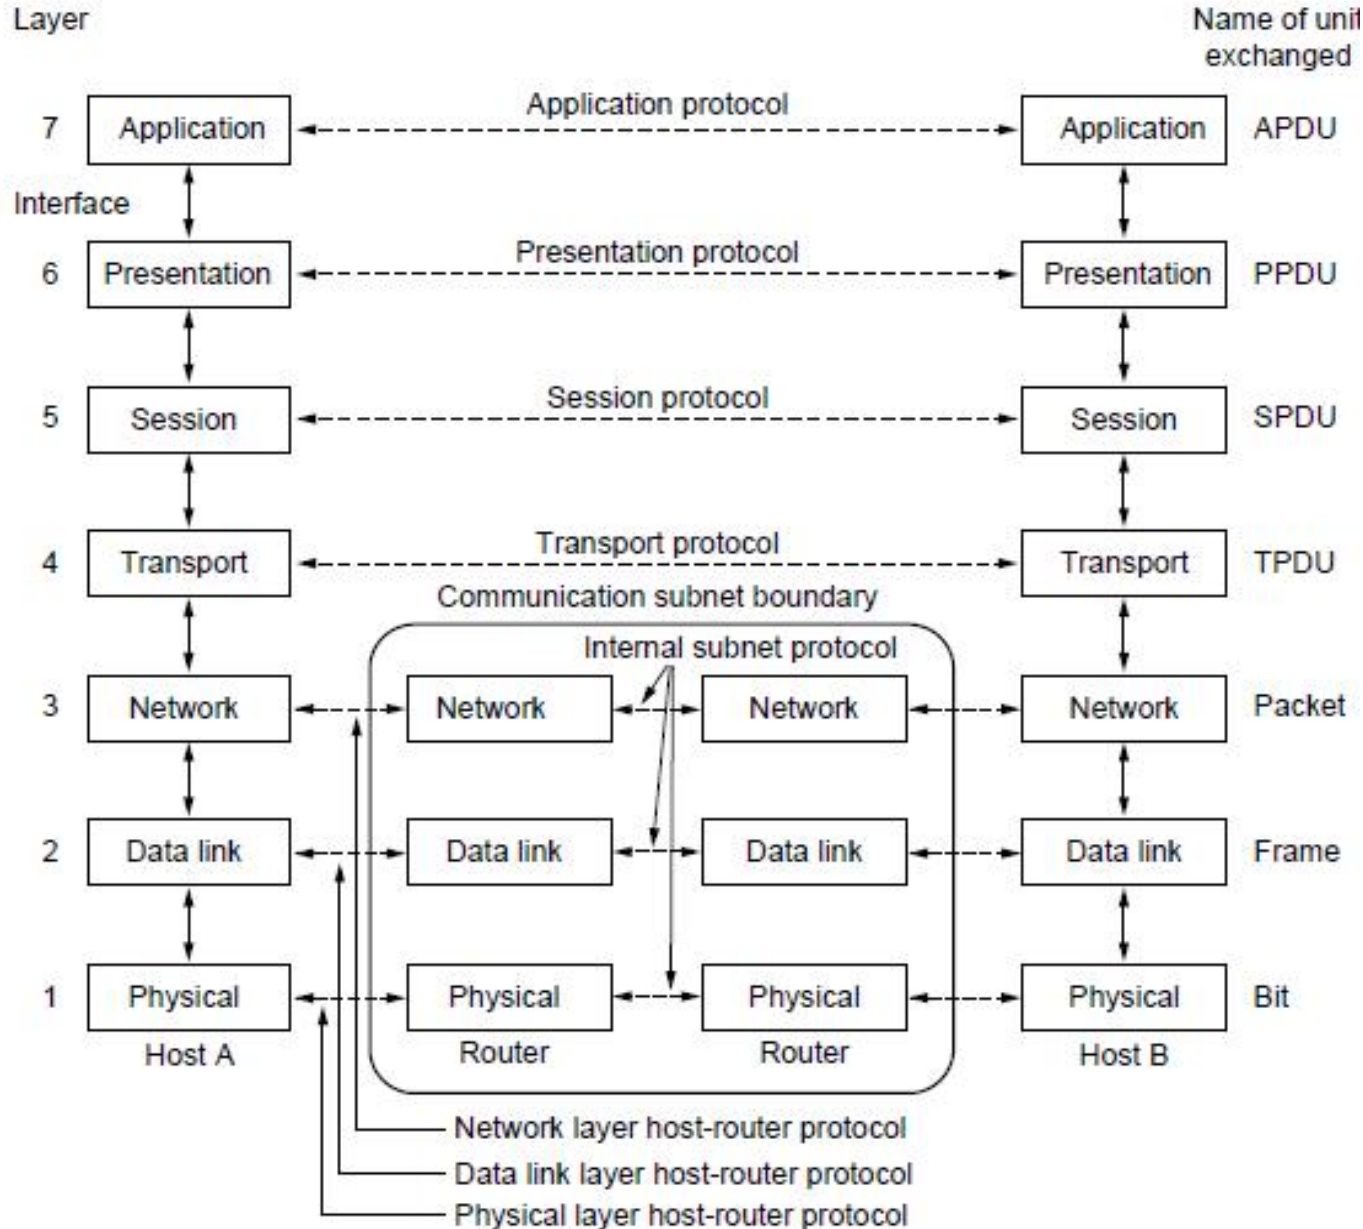 Layer
Name of unit
exchanged
Application protocol
7 Application Application APDU
Interface
Presentation protocol
6 Presentation Presentation PPDU
Session protocol
5 Session Session SPDU
Transport protocol
4 Transport Transport TPDU
Communication subnet boundary
Internal subnet protocol
3 Network Network Network Network Packet
2 Data link Data link Data link Data link Frame
1 Physical Physical Physical Physical Bit
Host A Router Router Host B
Network layer host-router protocol
Data link layer host-router protocol
Physical layer host-router protocol